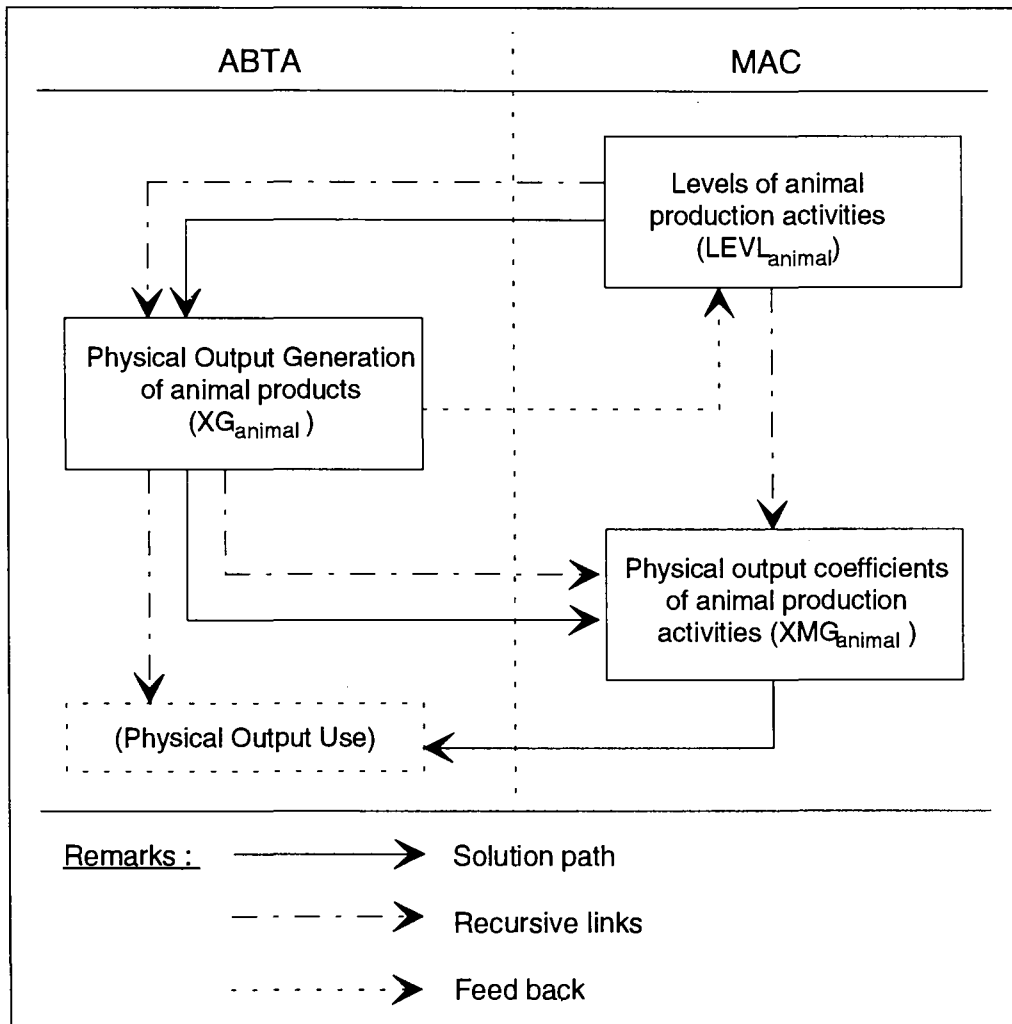 ABTA
MAC
Levels of animal
production activities
(LEVLanimal)
Physical Output Generation
of animal products
(XGanimal)
Physical output coefficients
of animal production
activities (XMGanimal)
(Physical Output Use)
Remarks :
Solution path
Recursive links
Feed back